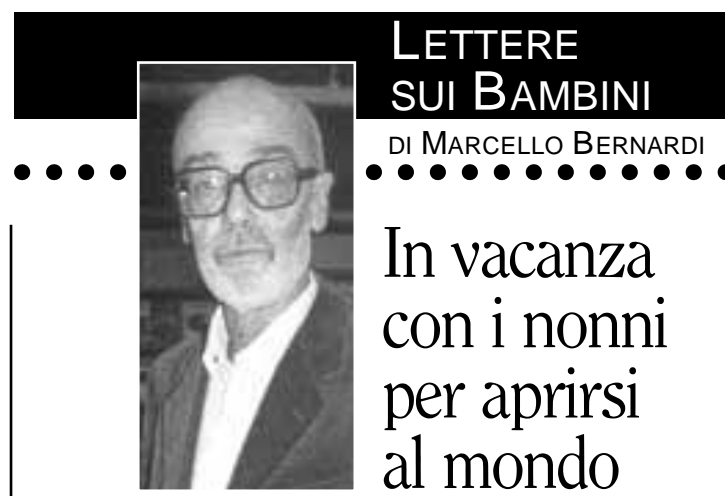 LETTERE
SUI BAMBINI
DI MARCELLO BERNARDI
In vacanza
con i nonni
per aprirsi
al mondo